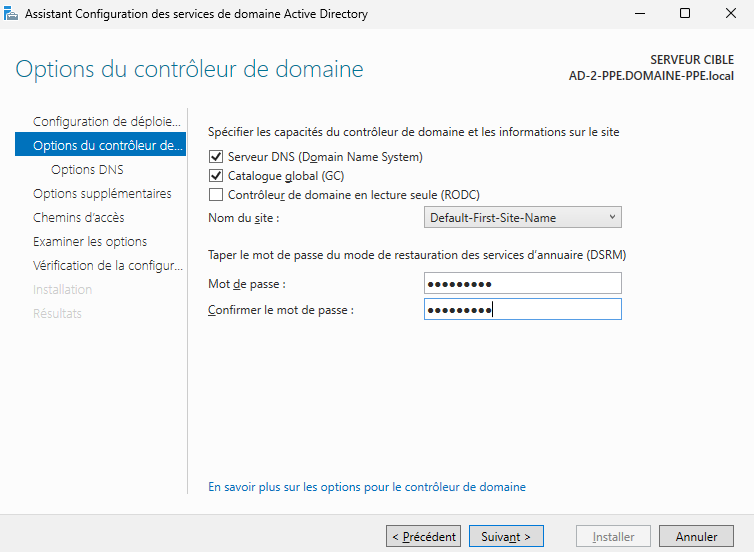 Assistant Configuration des services de domaine Active Directory
Options du contrôleur de domaine
SERVEUR CIBLE
AD-2-PPE.DOMAINE-PPE.local
Configuration de déploie...
Options du contrôleur de...
Options DNS
Options supplémentaires
Chemins d'accès
Examiner les options
Vérification de la configur...
Installation
Résultats
Spécifier les capacités du contrôleur de domaine et les informations sur le site
Serveur DNS (Domain Name System)
Catalogue global (GC)
Contrôleur de domaine en lecture seule (RODC)
Nom du site : Default-First-Site-Name
Taper le mot de passe du mode de restauration des services d'annuaire (DSRM)
Mot de passe : ●●●●●●●●●
Confirmer le mot de passe : ●●●●●●●●●
En savoir plus sur les options pour le contrôleur de domaine
< Précédent Suivant > Installer Annuler